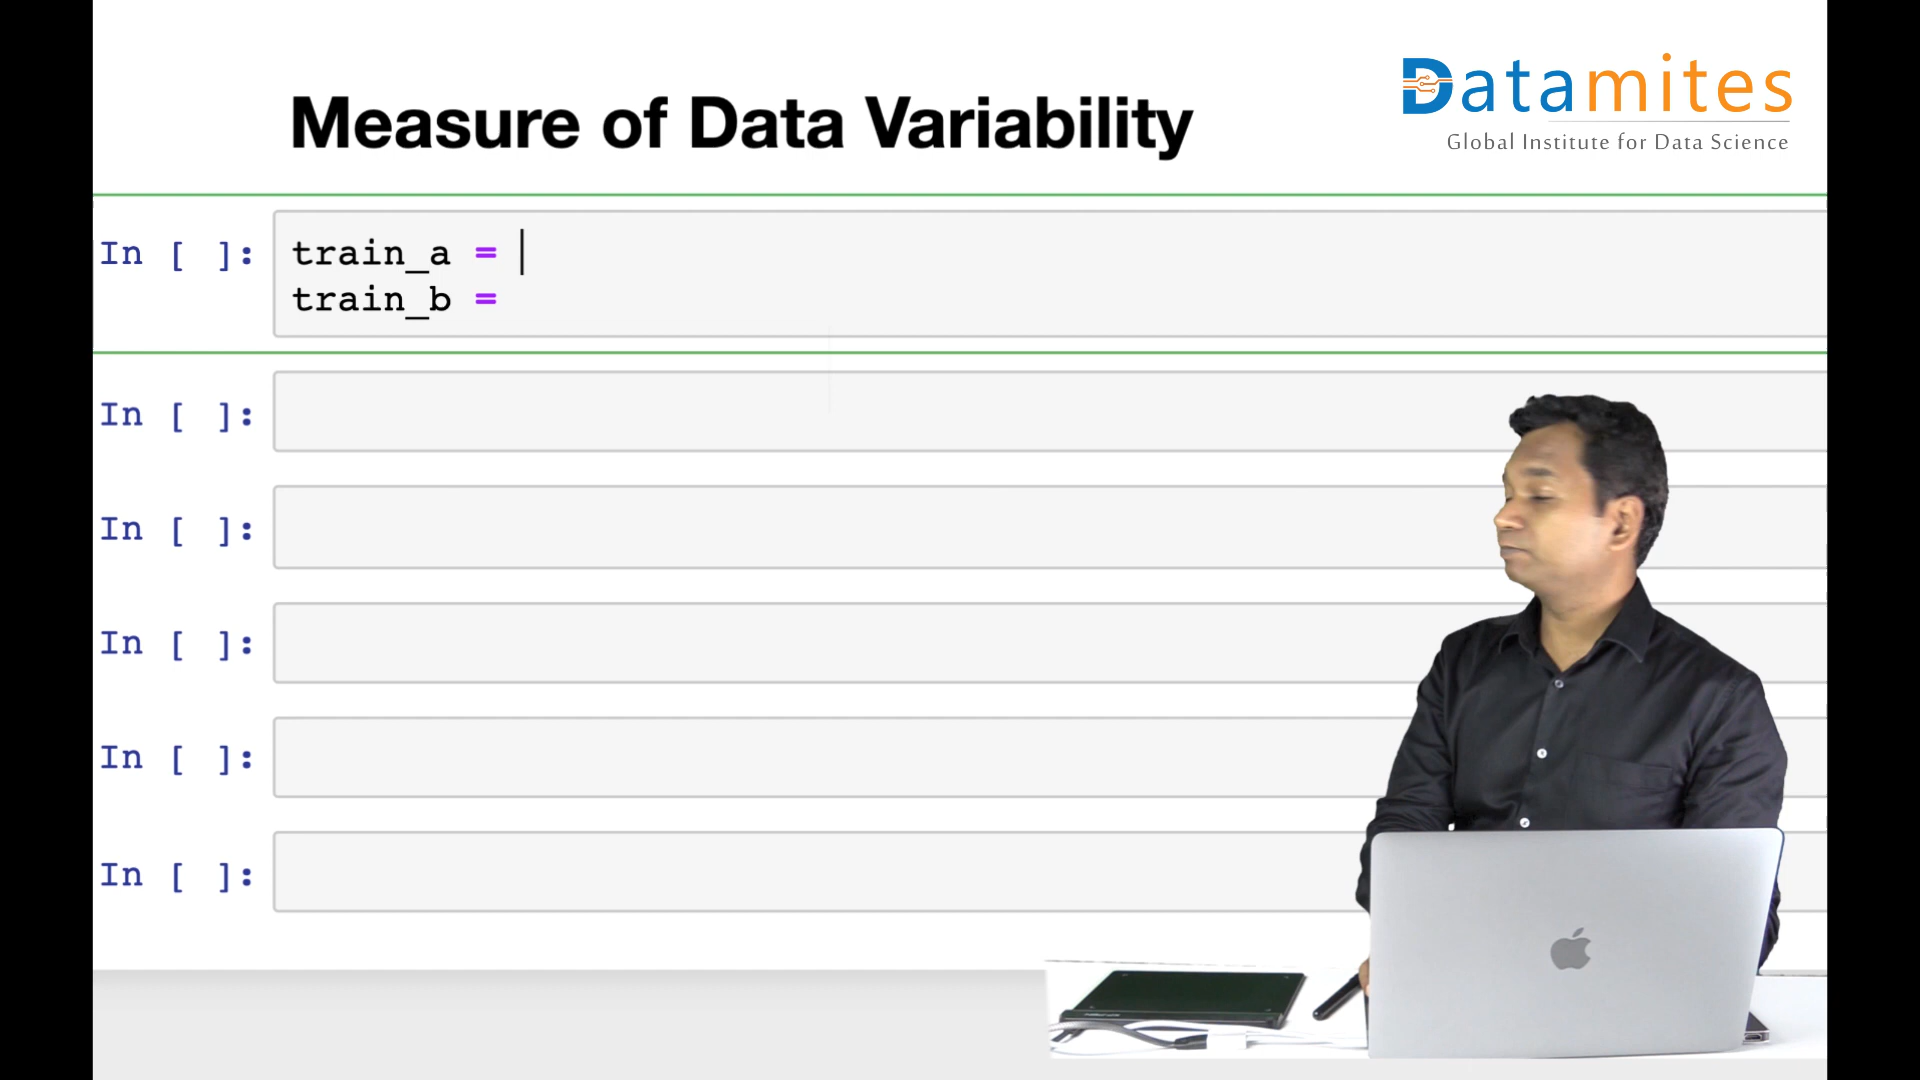 Measure of Data Variability
Datamites
Global Institute for Data Science
In [ ]: train_a =
train_b =
In [ ]:
In [ ]:
In [ ]:
In [ ]:
In [ ]: